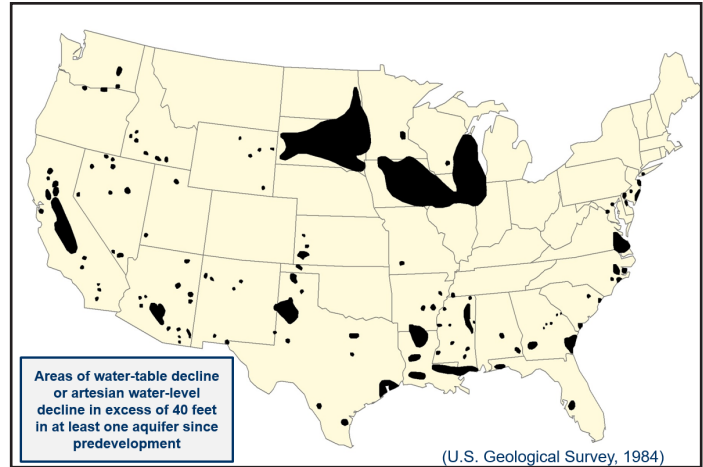 Areas of water-table decline
or artesian water-level
decline in excess of 40 feet
in at least one aquifer since
predevelopment
(U.S. Geological Survey, 1984)